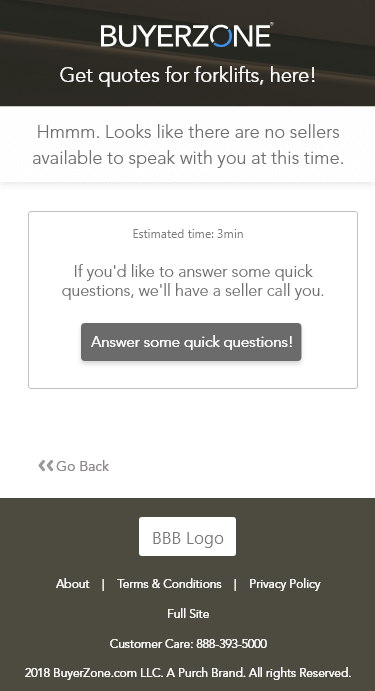 BUYERZONE®
Get quotes for forklifts, here!
Hmmm. Looks like there are no sellers
available to speak with you at this time.
Estimated time: 3min
If you'd like to answer some quick
questions, we'll have a seller call you.
Answer some quick questions!
Go Back
BBB Logo
About | Terms & Conditions | Privacy Policy
Full Site
Customer Care: 888-393-5000
2018 BuyerZone.com LLC. A Purch Brand. All rights Reserved.